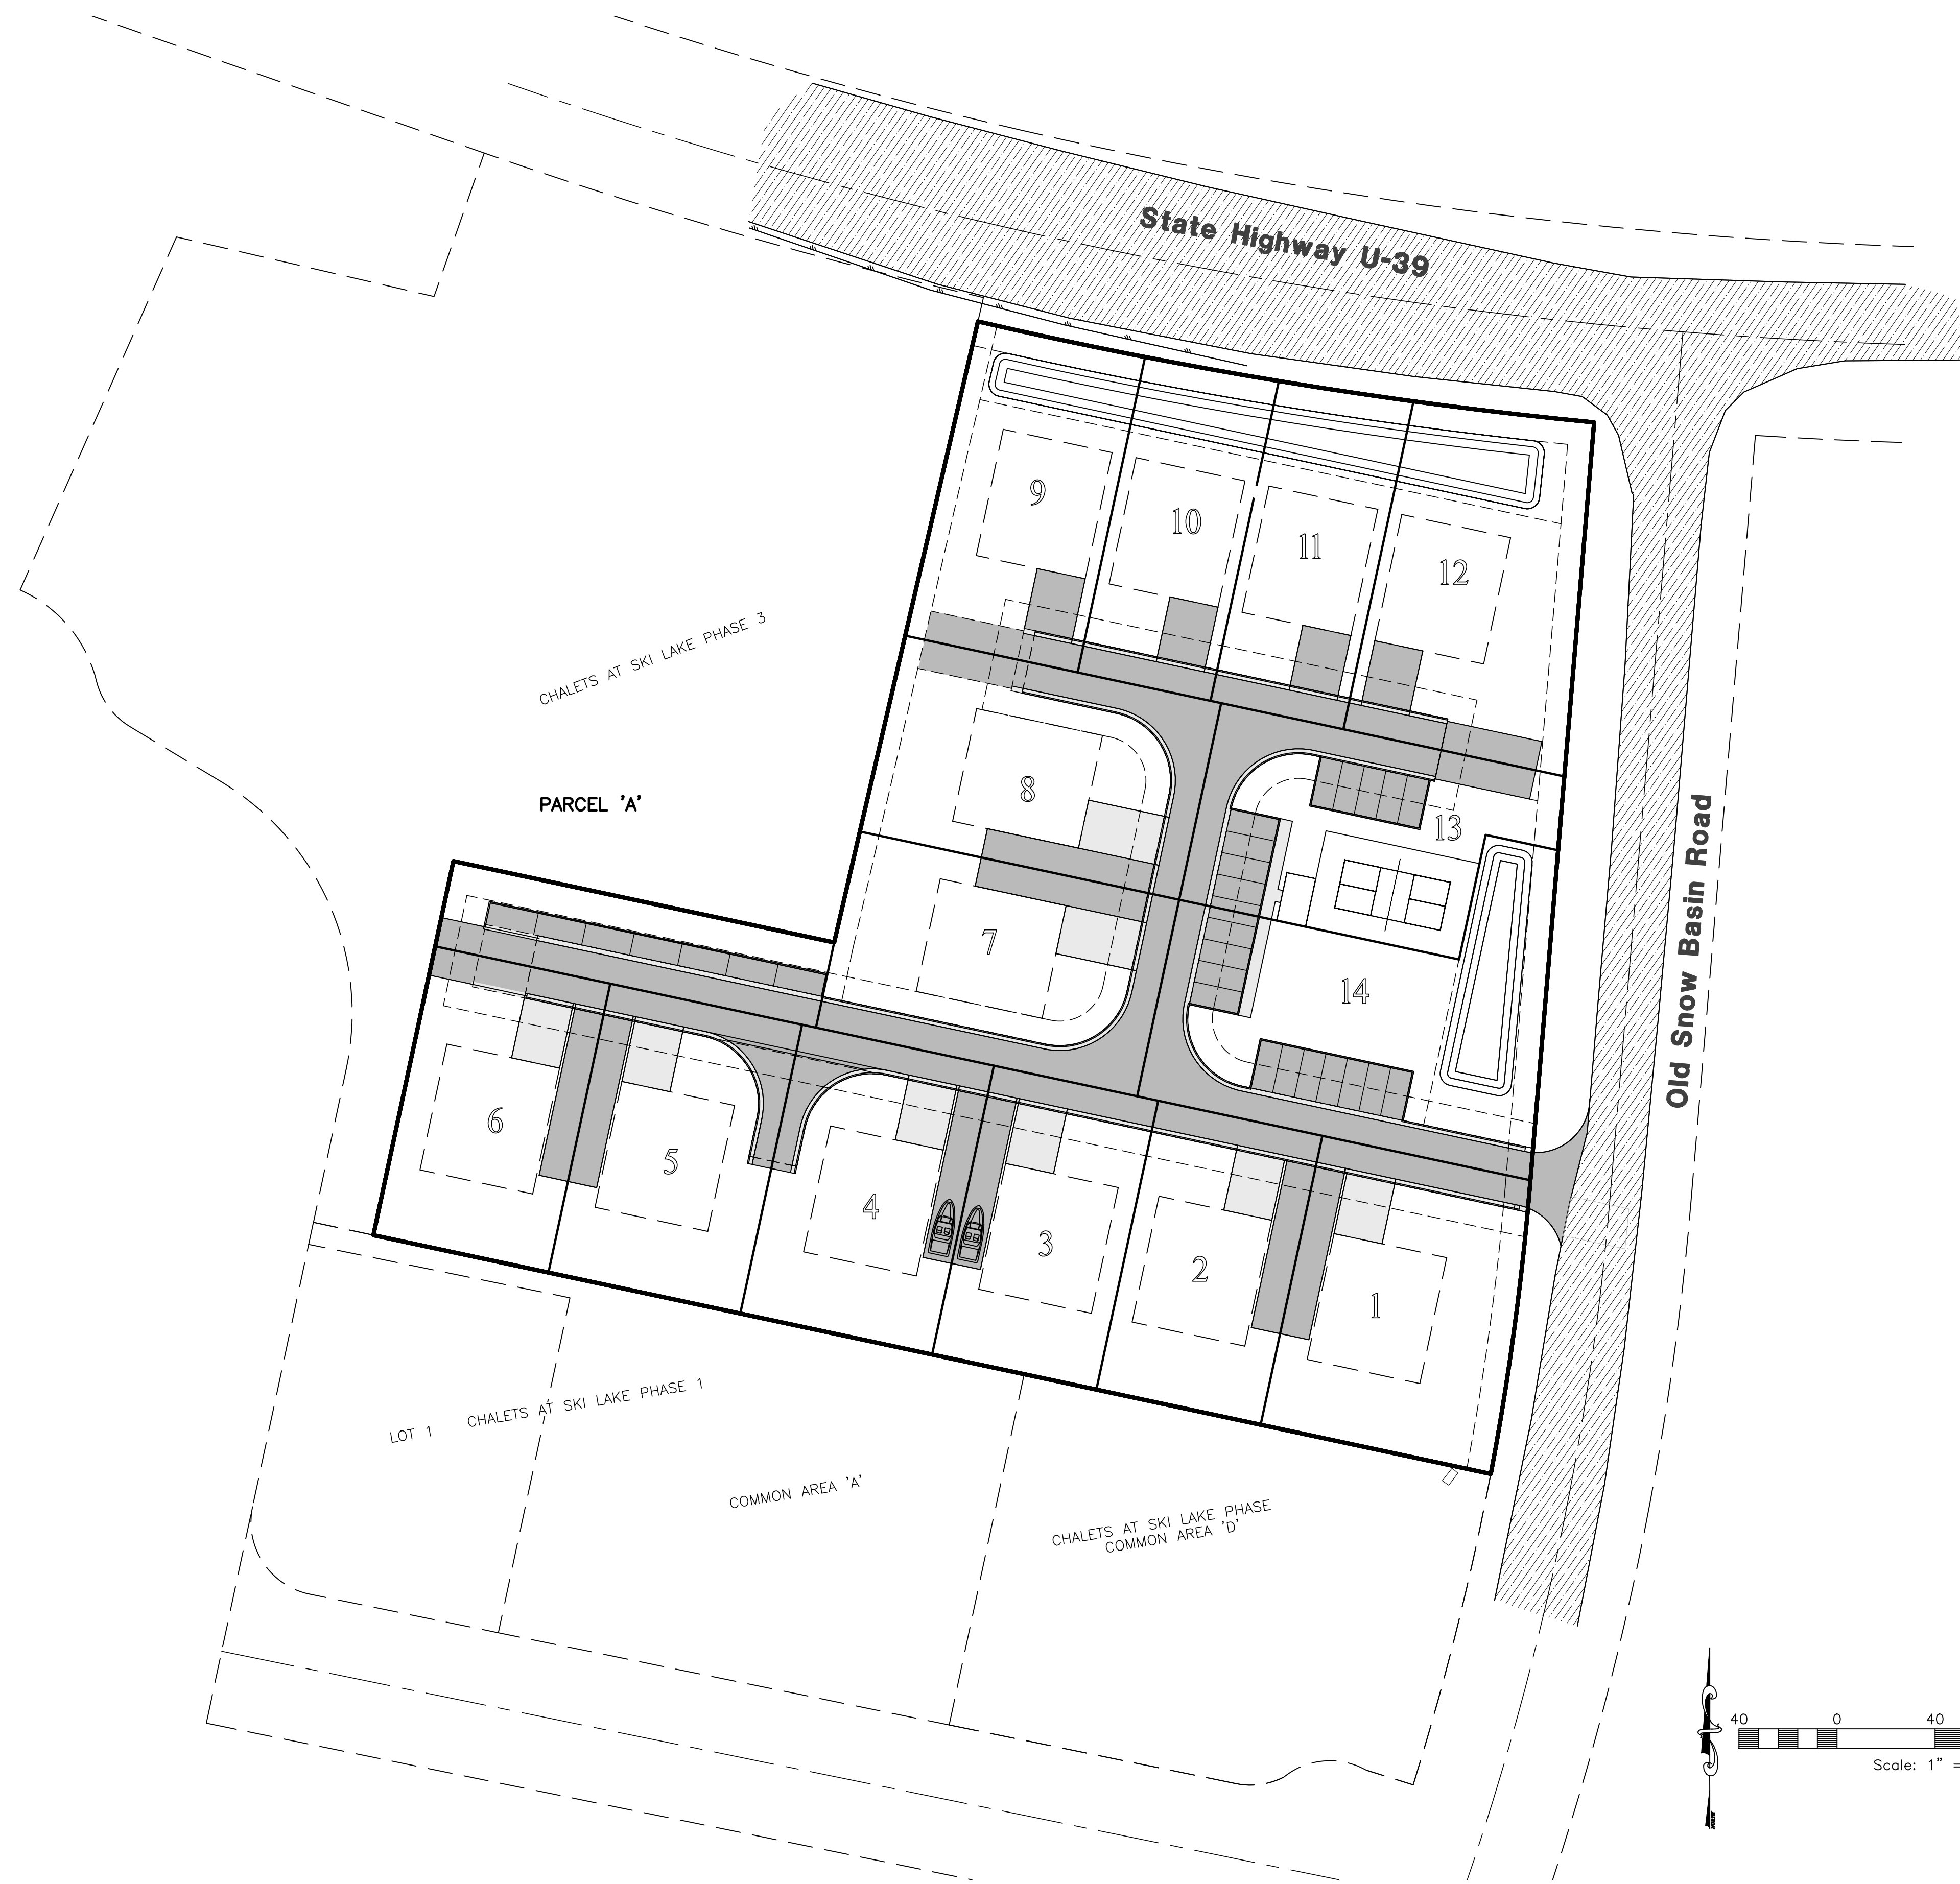 State Highway U-39
9
10
11
12
CHALETS AT SKI LAKE PHASE 3
PARCEL 'A'
8
13
Old Snow Basin Road
7
14
6
5
4
3
2
1
LOT 1 CHALETS AT SKI LAKE PHASE 1
COMMON AREA 'A'
CHALETS AT SKI LAKE PHASE
COMMON AREA 'D'
40 0 40
Scale: 1" =